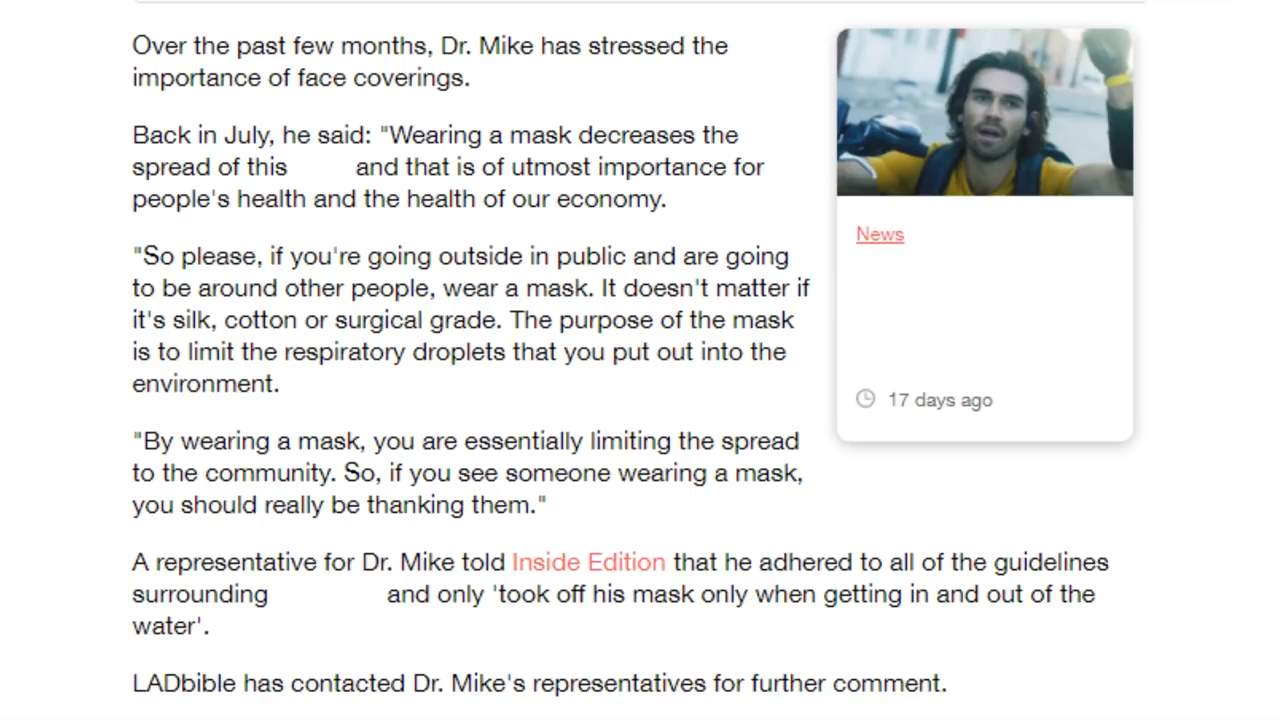 Over the past few months, Dr. Mike has stressed the
importance of face coverings.
Back in July, he said: "Wearing a mask decreases the
spread of this and that is of utmost importance for
people's health and the health of our economy.
"So please, if you're going outside in public and are going
to be around other people, wear a mask. It doesn't matter if
it's silk, cotton or surgical grade. The purpose of the mask
is to limit the respiratory droplets that you put out into the
environment.
"By wearing a mask, you are essentially limiting the spread
to the community. So, if you see someone wearing a mask,
you should really be thanking them."
A representative for Dr. Mike told Inside Edition that he adhered to all of the guidelines
surrounding and only 'took off his mask only when getting in and out of the
water'.
LADbible has contacted Dr. Mike's representatives for further comment.
News
17 days ago